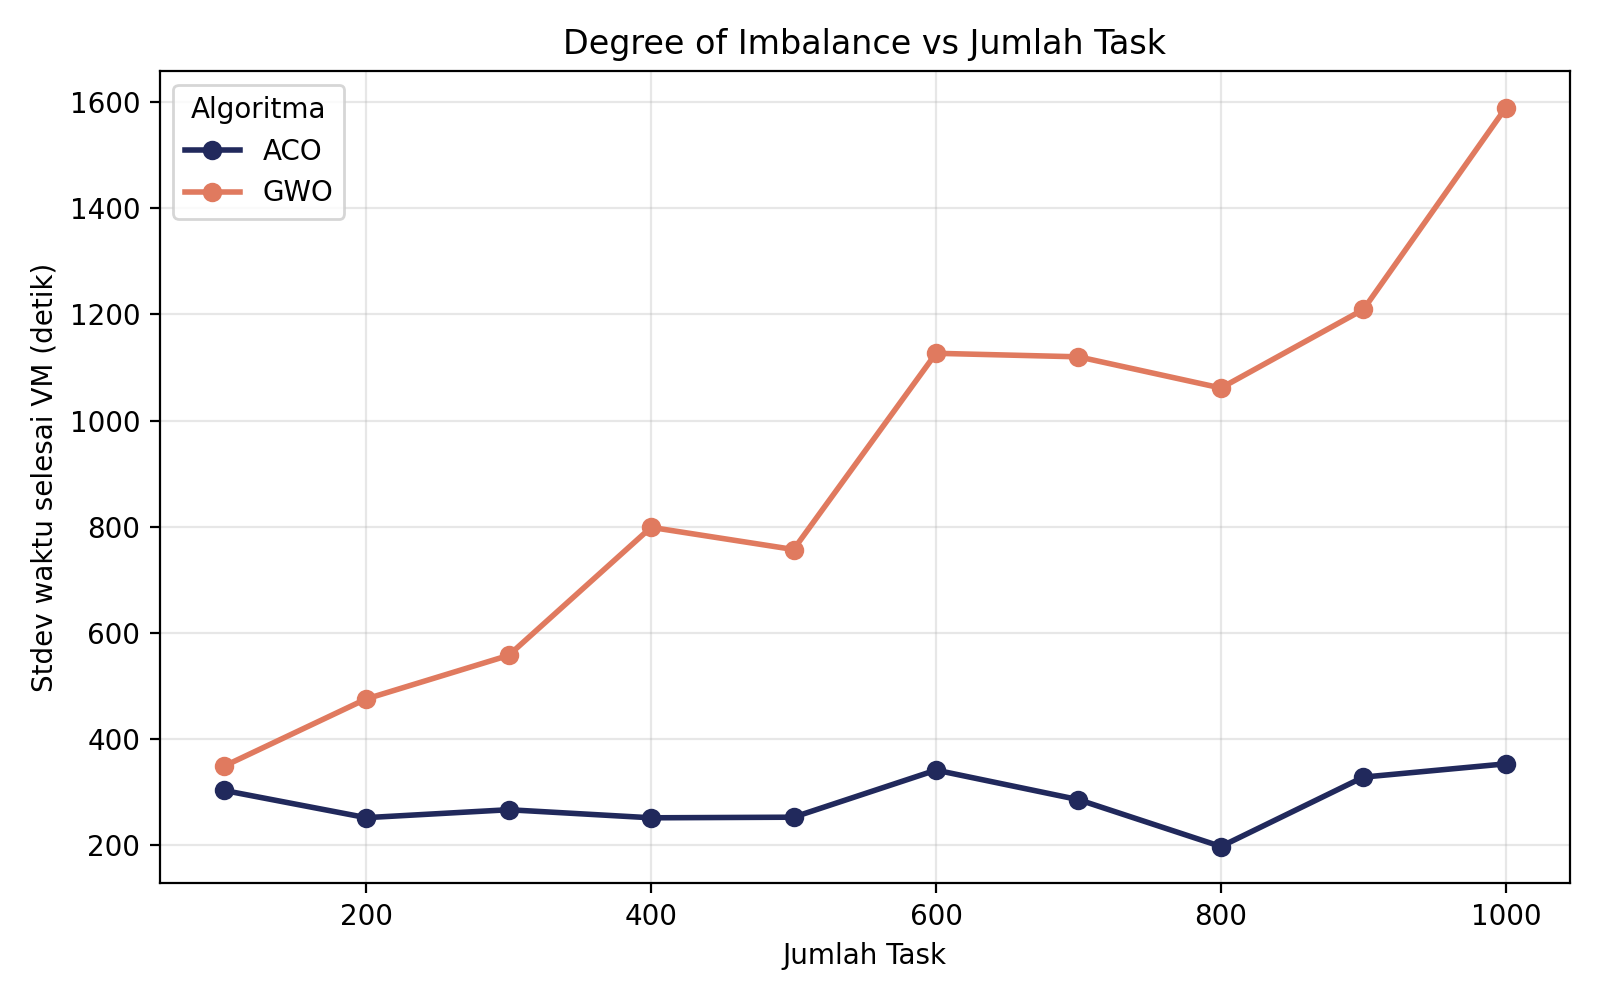 Degree of Imbalance vs Jumlah Task
Algoritma
ACO
GWO
Stdev waktu selesai VM (detik)
1600
1400
1200
1000
800
600
400
200
200 400 600 800 1000
Jumlah Task